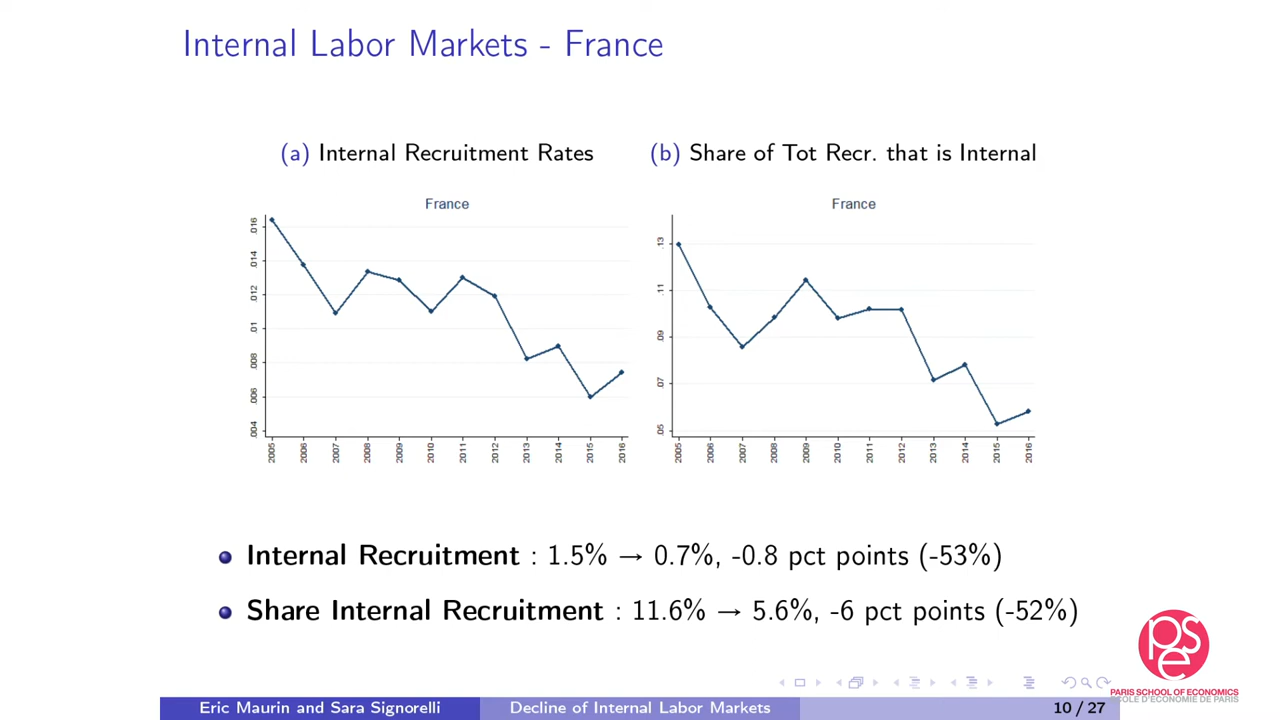 Internal Labor Markets - France
(a) Internal Recruitment Rates
France
.016
.014
.012
.01
.008
.006
.004
2005 2006 2007 2008 2009 2010 2011 2012 2013 2014 2015 2016
(b) Share of Tot Recr. that is Internal
France
.13
.11
.09
.07
.05
2005 2006 2007 2008 2009 2010 2011 2012 2013 2014 2015 2016
Internal Recruitment : 1.5% → 0.7%, -0.8 pct points (-53%)
Share Internal Recruitment : 11.6% → 5.6%, -6 pct points (-52%)
pse
PARIS SCHOOL OF ECONOMICS
ÉCOLE D'ÉCONOMIE DE PARIS
Eric Maurin and Sara Signorelli Decline of Internal Labor Markets 10 / 27